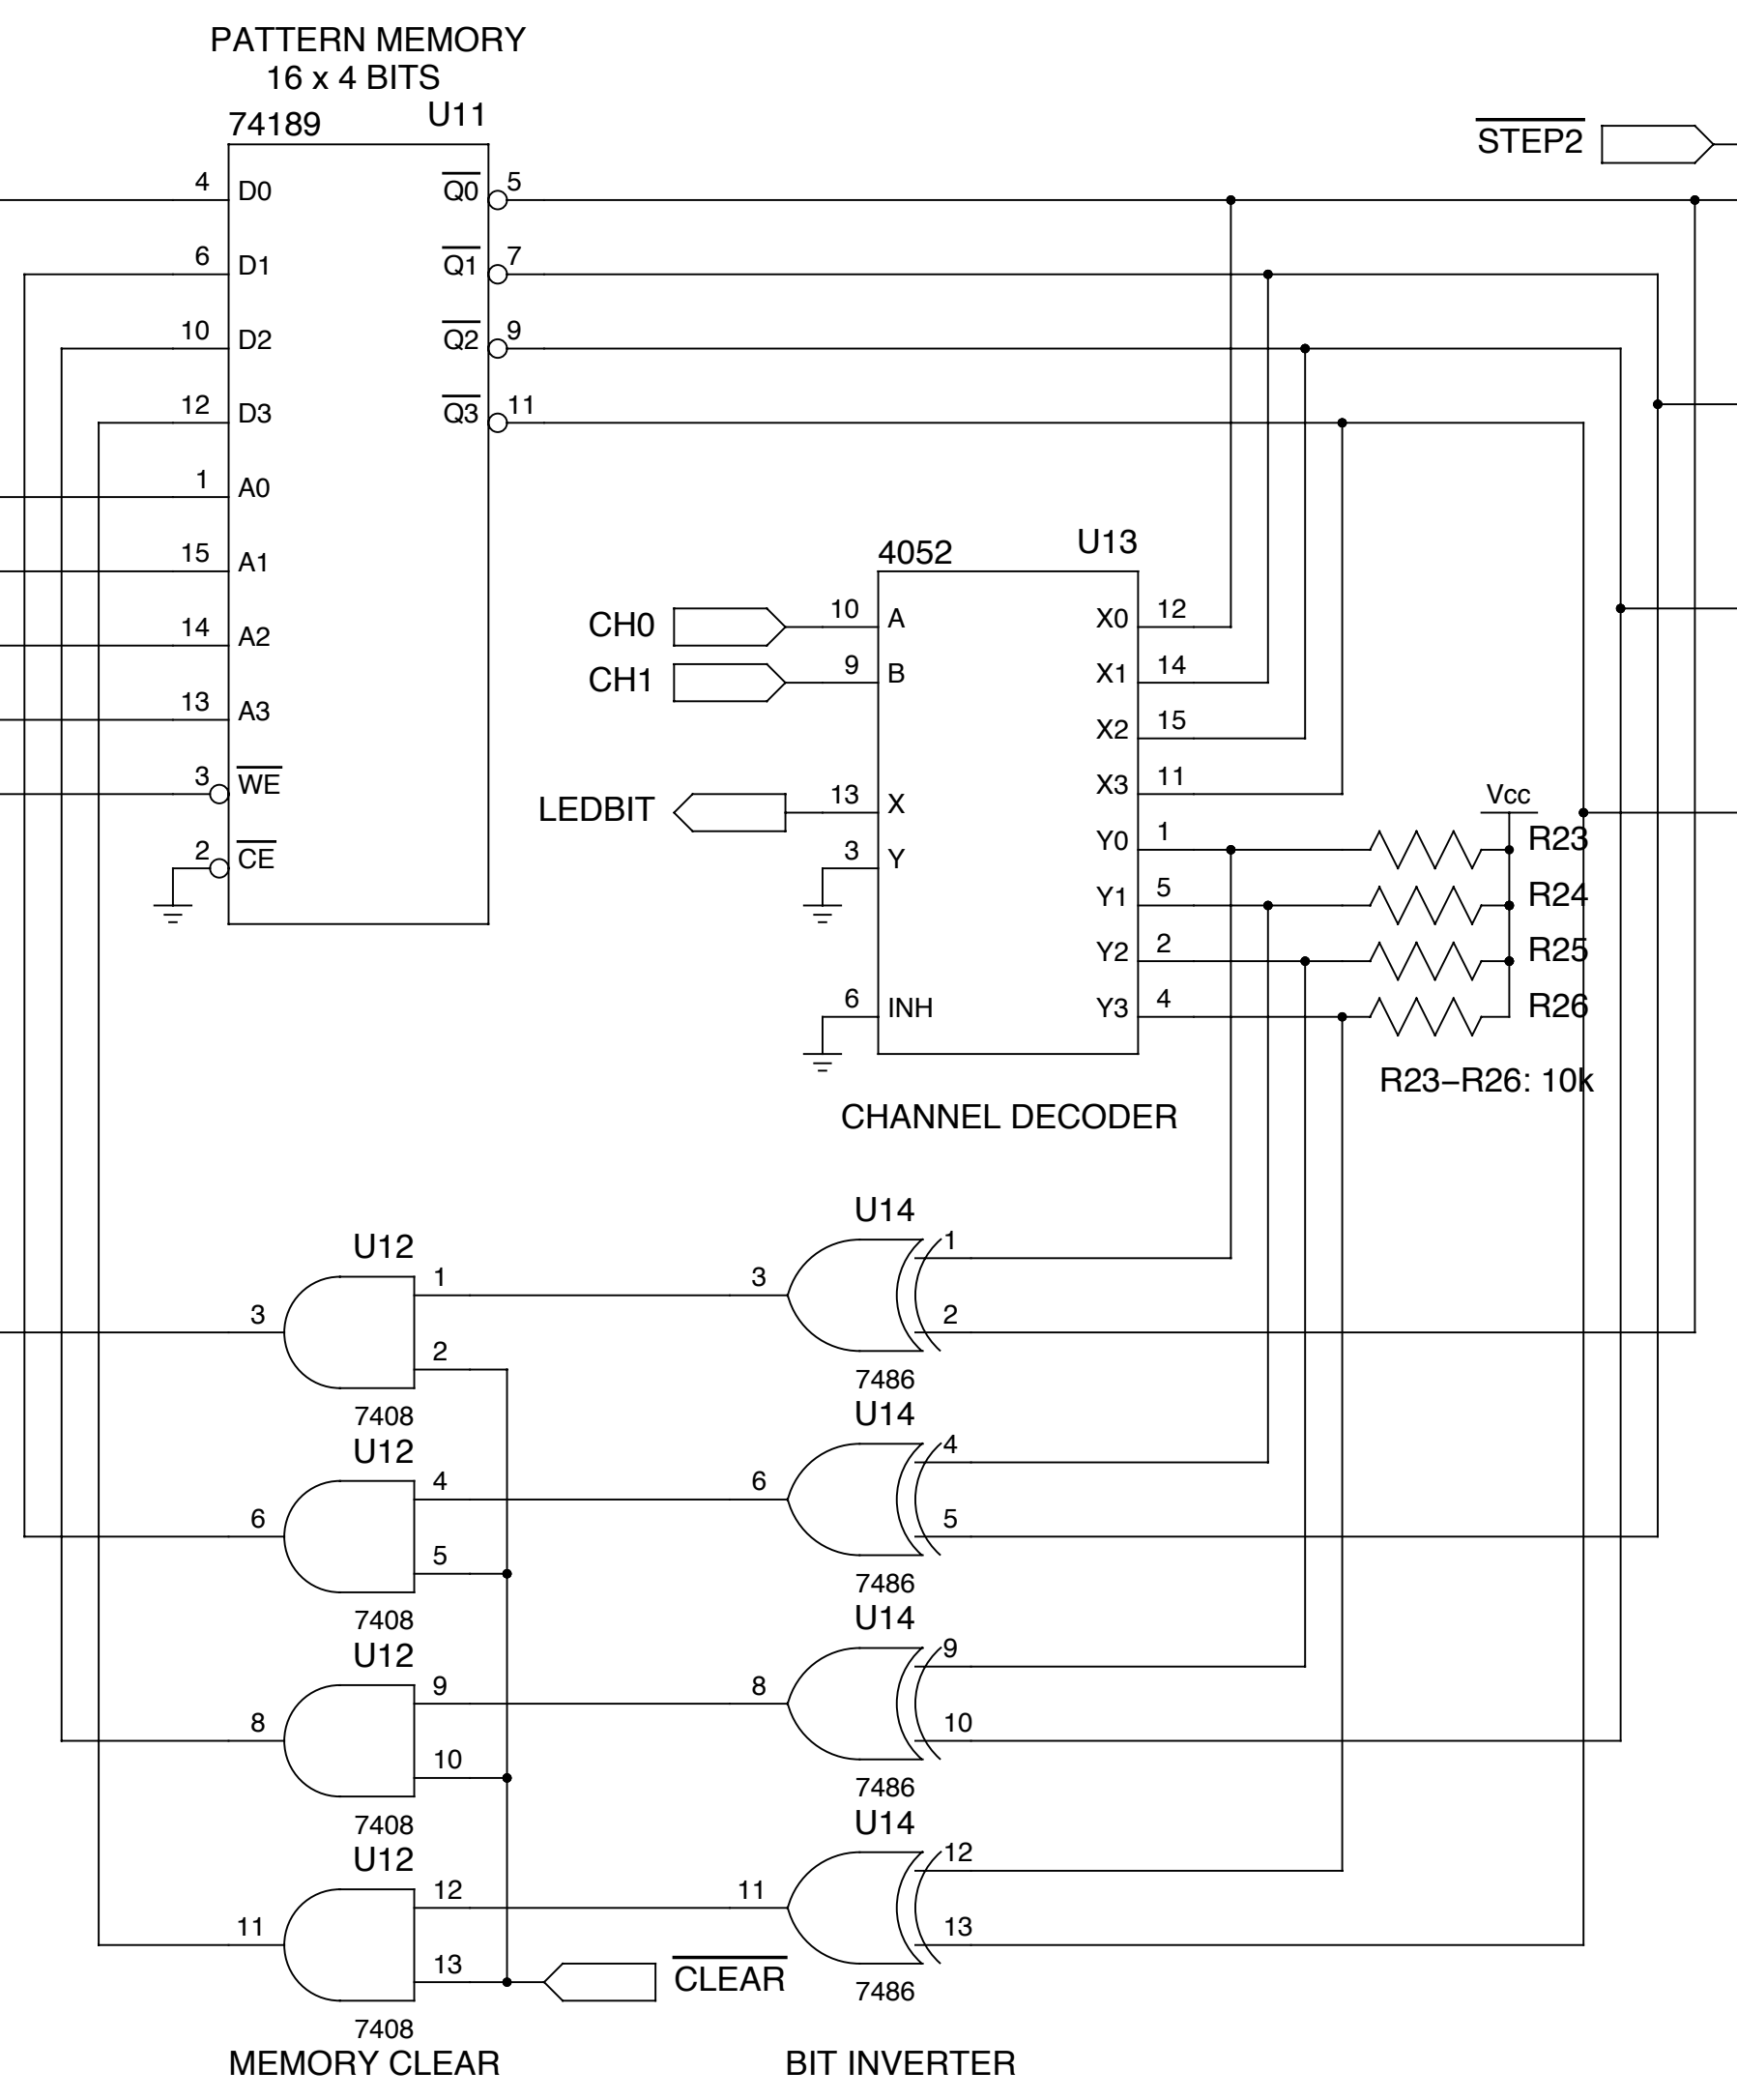 PATTERN MEMORY
16 x 4 BITS
74189 U11
4 D0 Q0 5
6 D1 Q1 7
10 D2 Q2 9
12 D3 Q3 11
1 A0
15 A1
14 A2
13 A3
3 WE
2 CE
STEP2
4052 U13
CH0 10 A X0 12
CH1 9 B X1 14
X2 15
X3 11
LEDBIT 13 X
3 Y
Y0 1
Y1 5
Y2 2
Y3 4
6 INH
Vcc
R23
R24
R25
R26
R23–R26: 10k
CHANNEL DECODER
U12
3 1
2
7408
U14
3 1
2
7486
U12
6 4
5
7408
U14
6 4
5
7486
U12
8 9
10
7408
U14
8 9
10
7486
U12
11 12
13
7408
U14
11 12
13
7486
CLEAR
MEMORY CLEAR
BIT INVERTER